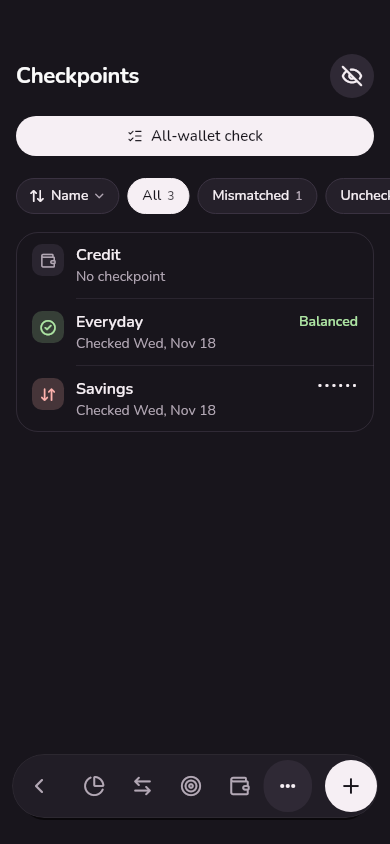 Checkpoints
All-wallet check
Name All 3 Mismatched 1 Uncheck
Credit
No checkpoint
Everyday Balanced
Checked Wed, Nov 18
Savings ••••••
Checked Wed, Nov 18